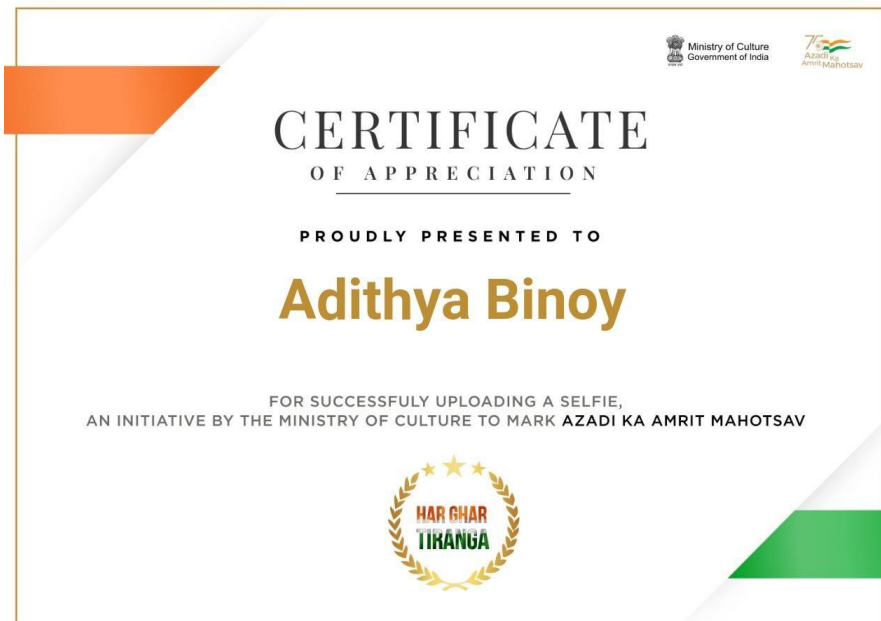 Ministry of Culture
Government of India
75
Azadi Ka
Amrit Mahotsav
CERTIFICATE
OF APPRECIATION
PROUDLY PRESENTED TO
Adithya Binoy
FOR SUCCESSFULY UPLOADING A SELFIE,
AN INITIATIVE BY THE MINISTRY OF CULTURE TO MARK AZADI KA AMRIT MAHOTSAV
HAR GHAR
TIRANGA